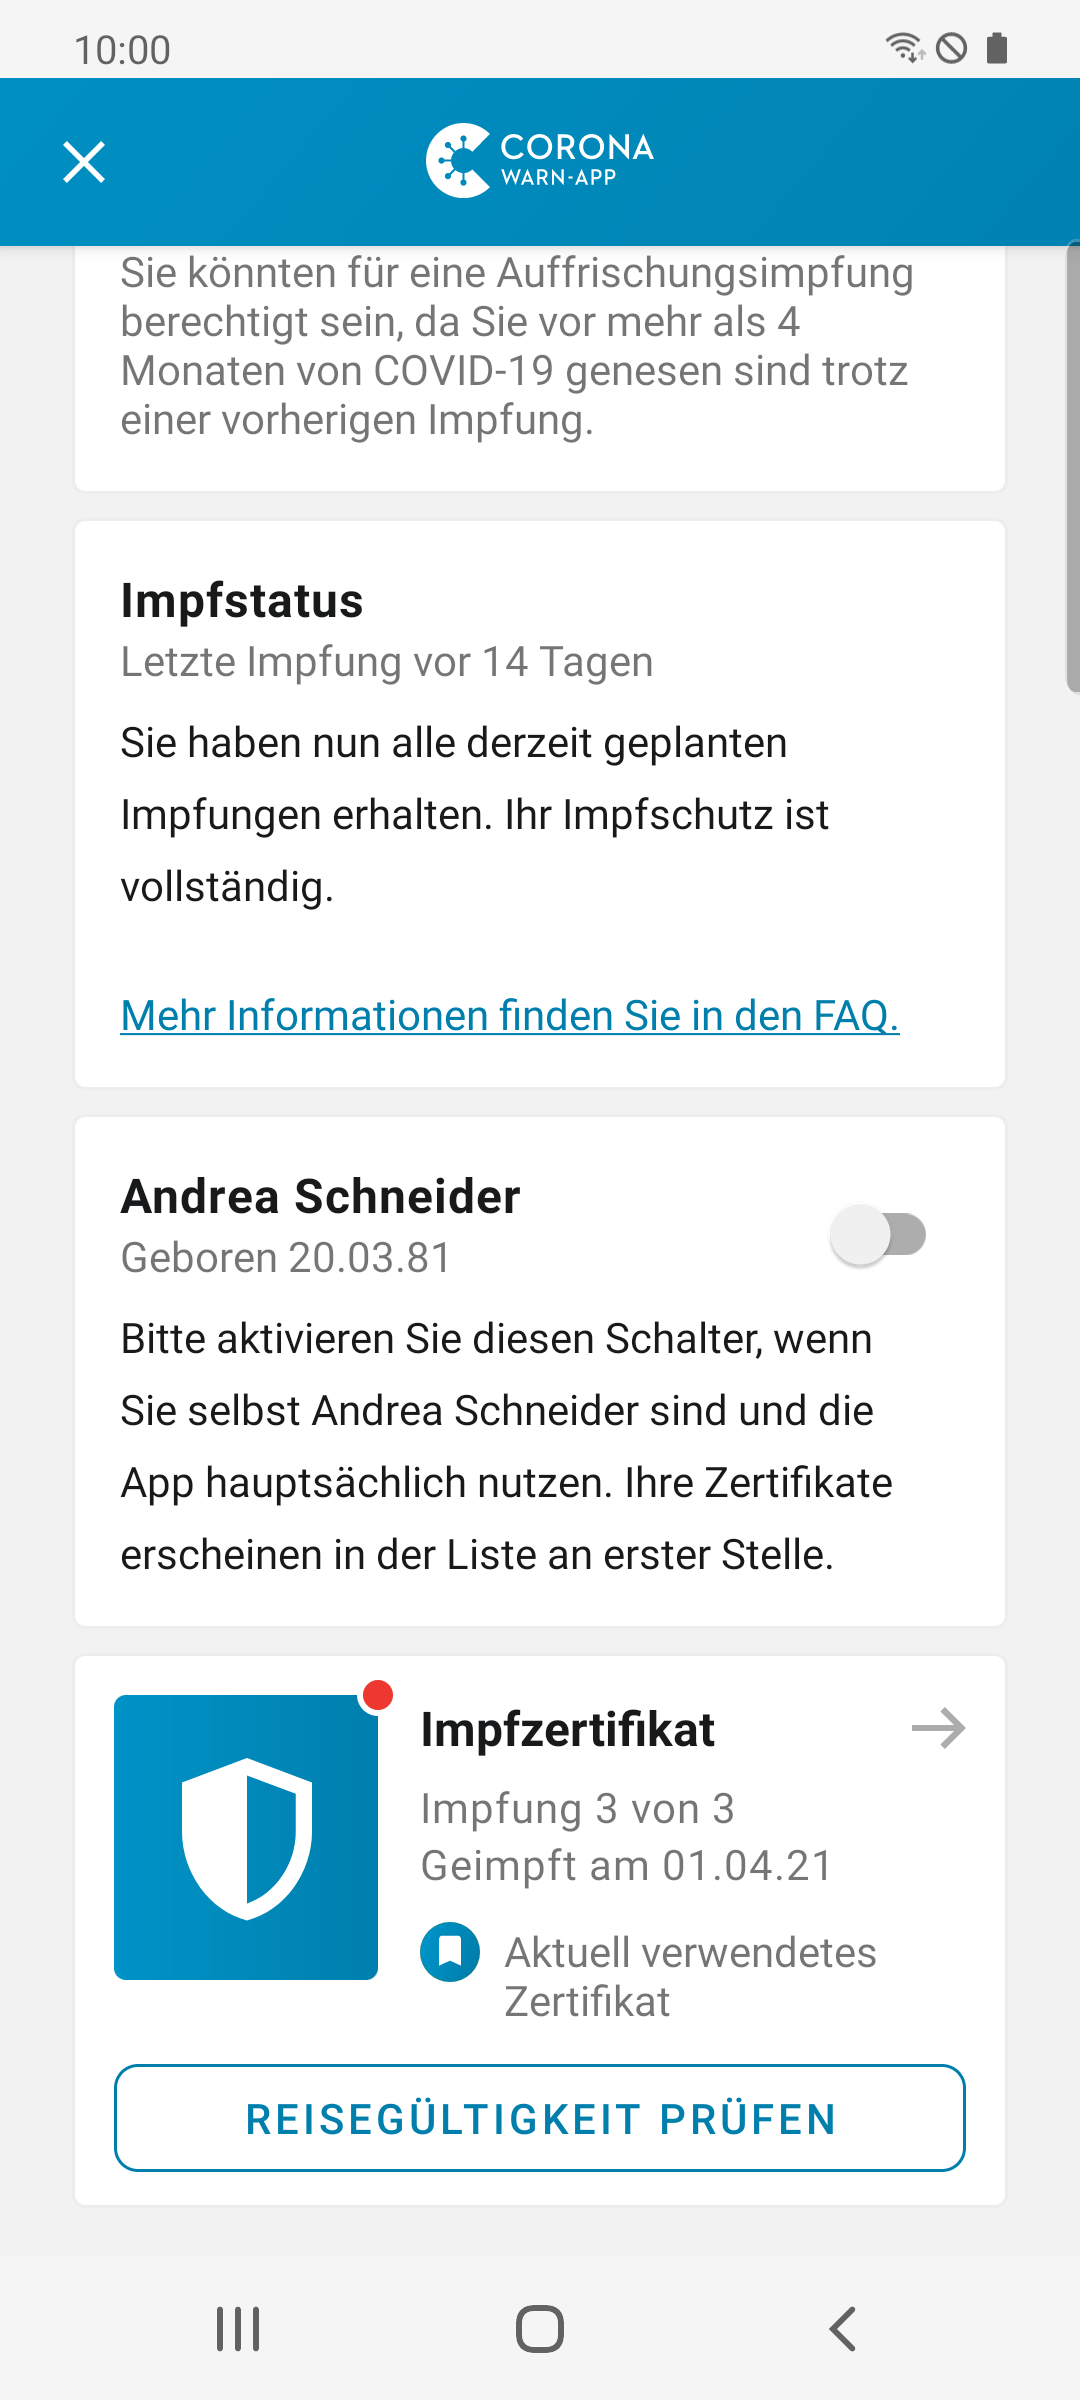 10:00
CORONA
WARN-APP
Sie könnten für eine Auffrischungsimpfung
berechtigt sein, da Sie vor mehr als 4
Monaten von COVID-19 genesen sind trotz
einer vorherigen Impfung.
Impfstatus
Letzte Impfung vor 14 Tagen
Sie haben nun alle derzeit geplanten
Impfungen erhalten. Ihr Impfschutz ist
vollständig.
Mehr Informationen finden Sie in den FAQ.
Andrea Schneider
Geboren 20.03.81
Bitte aktivieren Sie diesen Schalter, wenn
Sie selbst Andrea Schneider sind und die
App hauptsächlich nutzen. Ihre Zertifikate
erscheinen in der Liste an erster Stelle.
Impfzertifikat
Impfung 3 von 3
Geimpft am 01.04.21
Aktuell verwendetes
Zertifikat
REISEGÜLTIGKEIT PRÜFEN